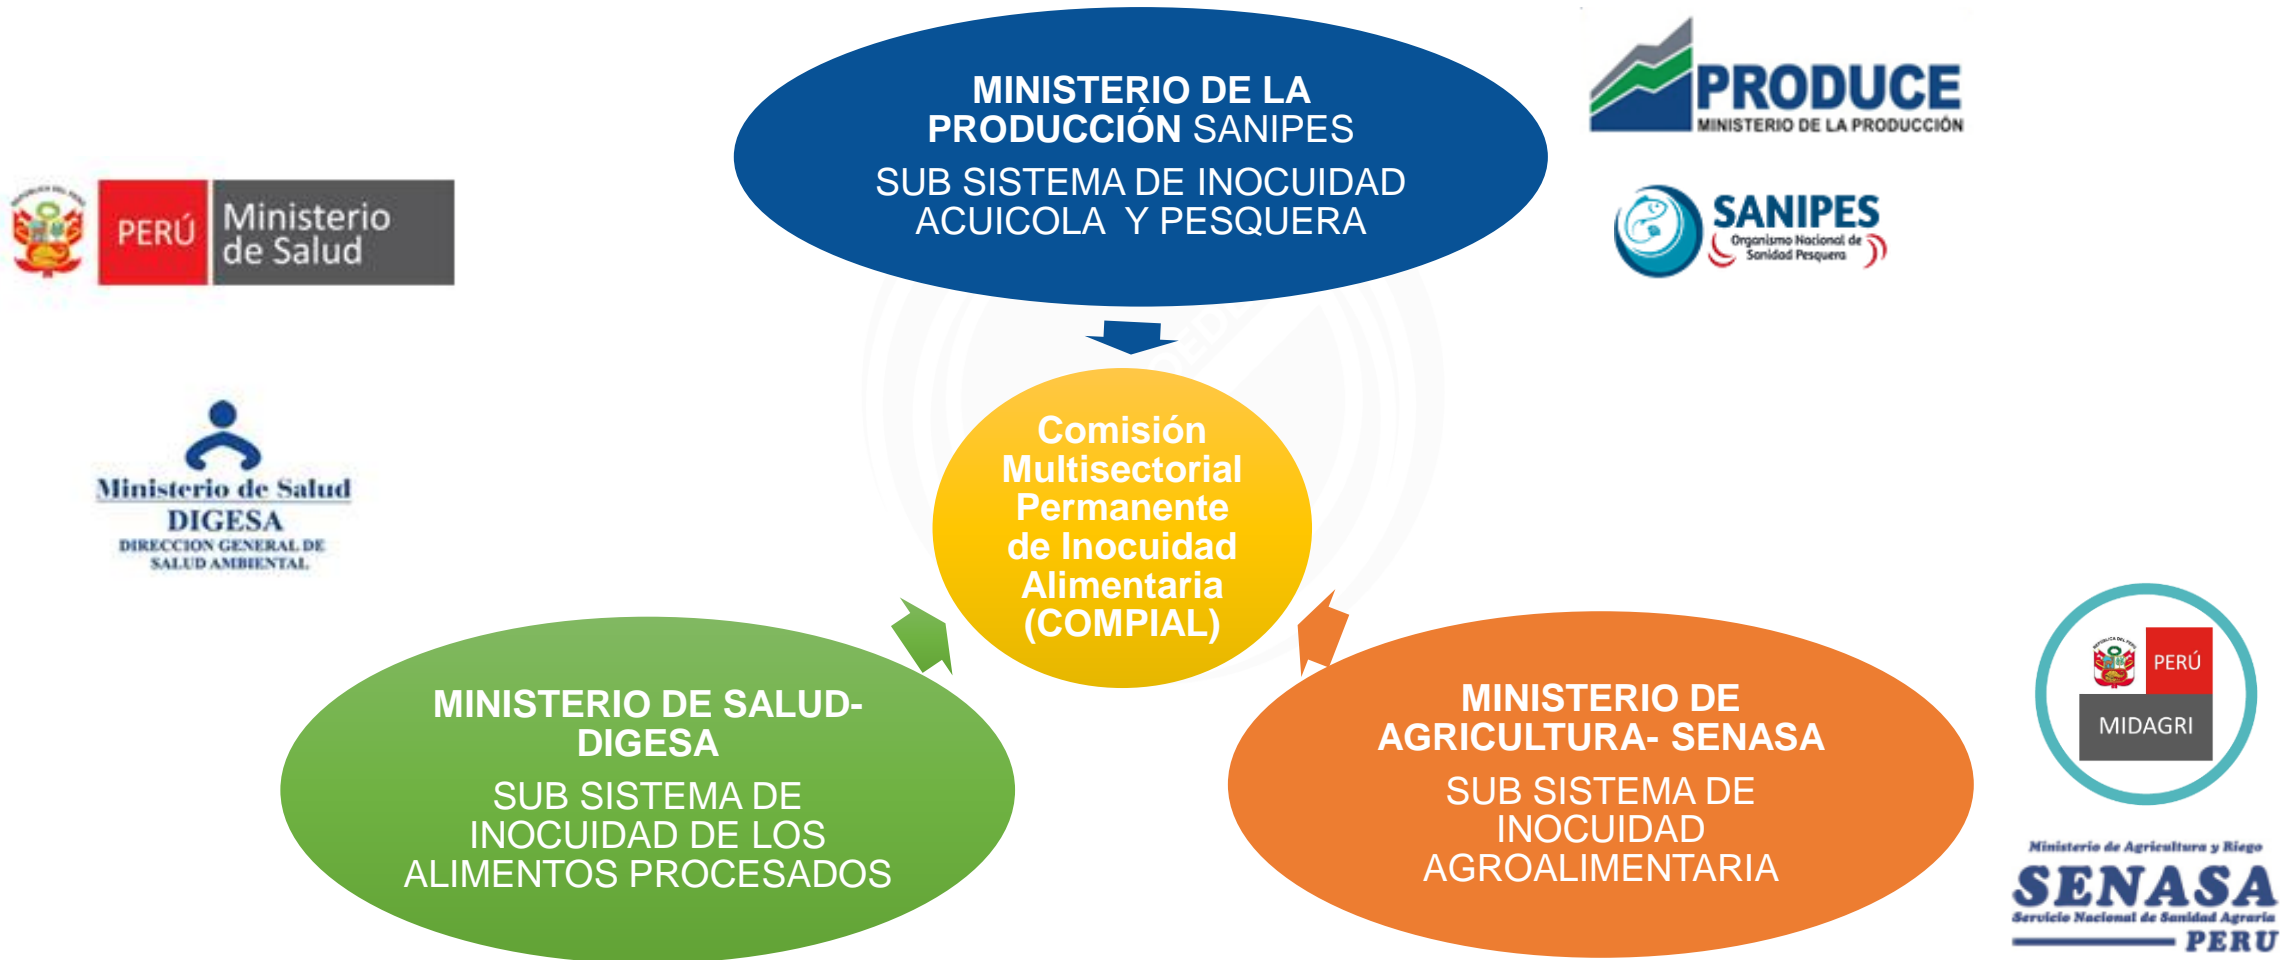 MINISTERIO DE LA
PRODUCCIÓN SANIPES
SUB SISTEMA DE INOCUIDAD
ACUICOLA Y PESQUERA
PRODUCE
MINISTERIO DE LA PRODUCCIÓN
SANIPES
Organismo Nacional de
Sanidad Pesquera
PERÚ
Ministerio
de Salud
Ministerio de Salud
DIGESA
DIRECCION GENERAL DE
SALUD AMBIENTAL
Comisión
Multisectorial
Permanente
de Inocuidad
Alimentaria
(COMPIAL)
MINISTERIO DE SALUD-
DIGESA
SUB SISTEMA DE
INOCUIDAD DE LOS
ALIMENTOS PROCESADOS
MINISTERIO DE
AGRICULTURA- SENASA
SUB SISTEMA DE
INOCUIDAD
AGROALIMENTARIA
PERÚ
MIDAGRI
Ministerio de Agricultura y Riego
SENASA
Servicio Nacional de Sanidad Agraria
PERU